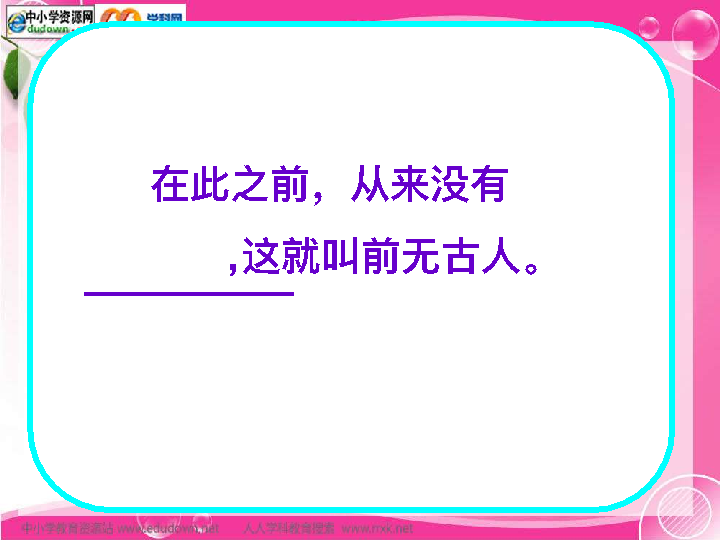 中小学资源网
edudown.net
学科网
在此之前，从来没有
,这就叫前无古人。
中小学教育资源站 www.edudown.net 人人学科教育搜索 www.rrxk.net